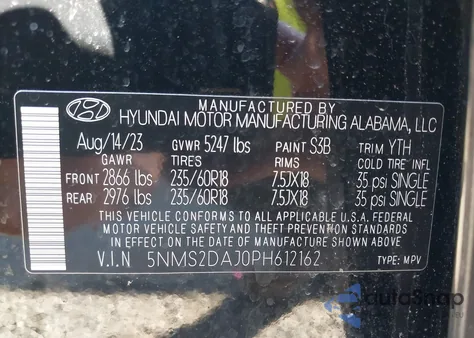 MANUFACTURED BY
HYUNDAI MOTOR MANUFACTURING ALABAMA, LLC
Aug/14/23 GVWR 5247 lbs PAINT S3B TRIM YTH
GAWR TIRES RIMS COLD TIRE INFL
FRONT 2866 lbs 235/60R18 7.5JX18 35 psi SINGLE
REAR 2976 lbs 235/60R18 7.5JX18 35 psi SINGLE
THIS VEHICLE CONFORMS TO ALL APPLICABLE U.S.A. FEDERAL
MOTOR VEHICLE SAFETY AND THEFT PREVENTION STANDARDS
IN EFFECT ON THE DATE OF MANUFACTURE SHOWN ABOVE
V.I.N 5NMS2DAJ0PH612162 TYPE: MPV
autosnap